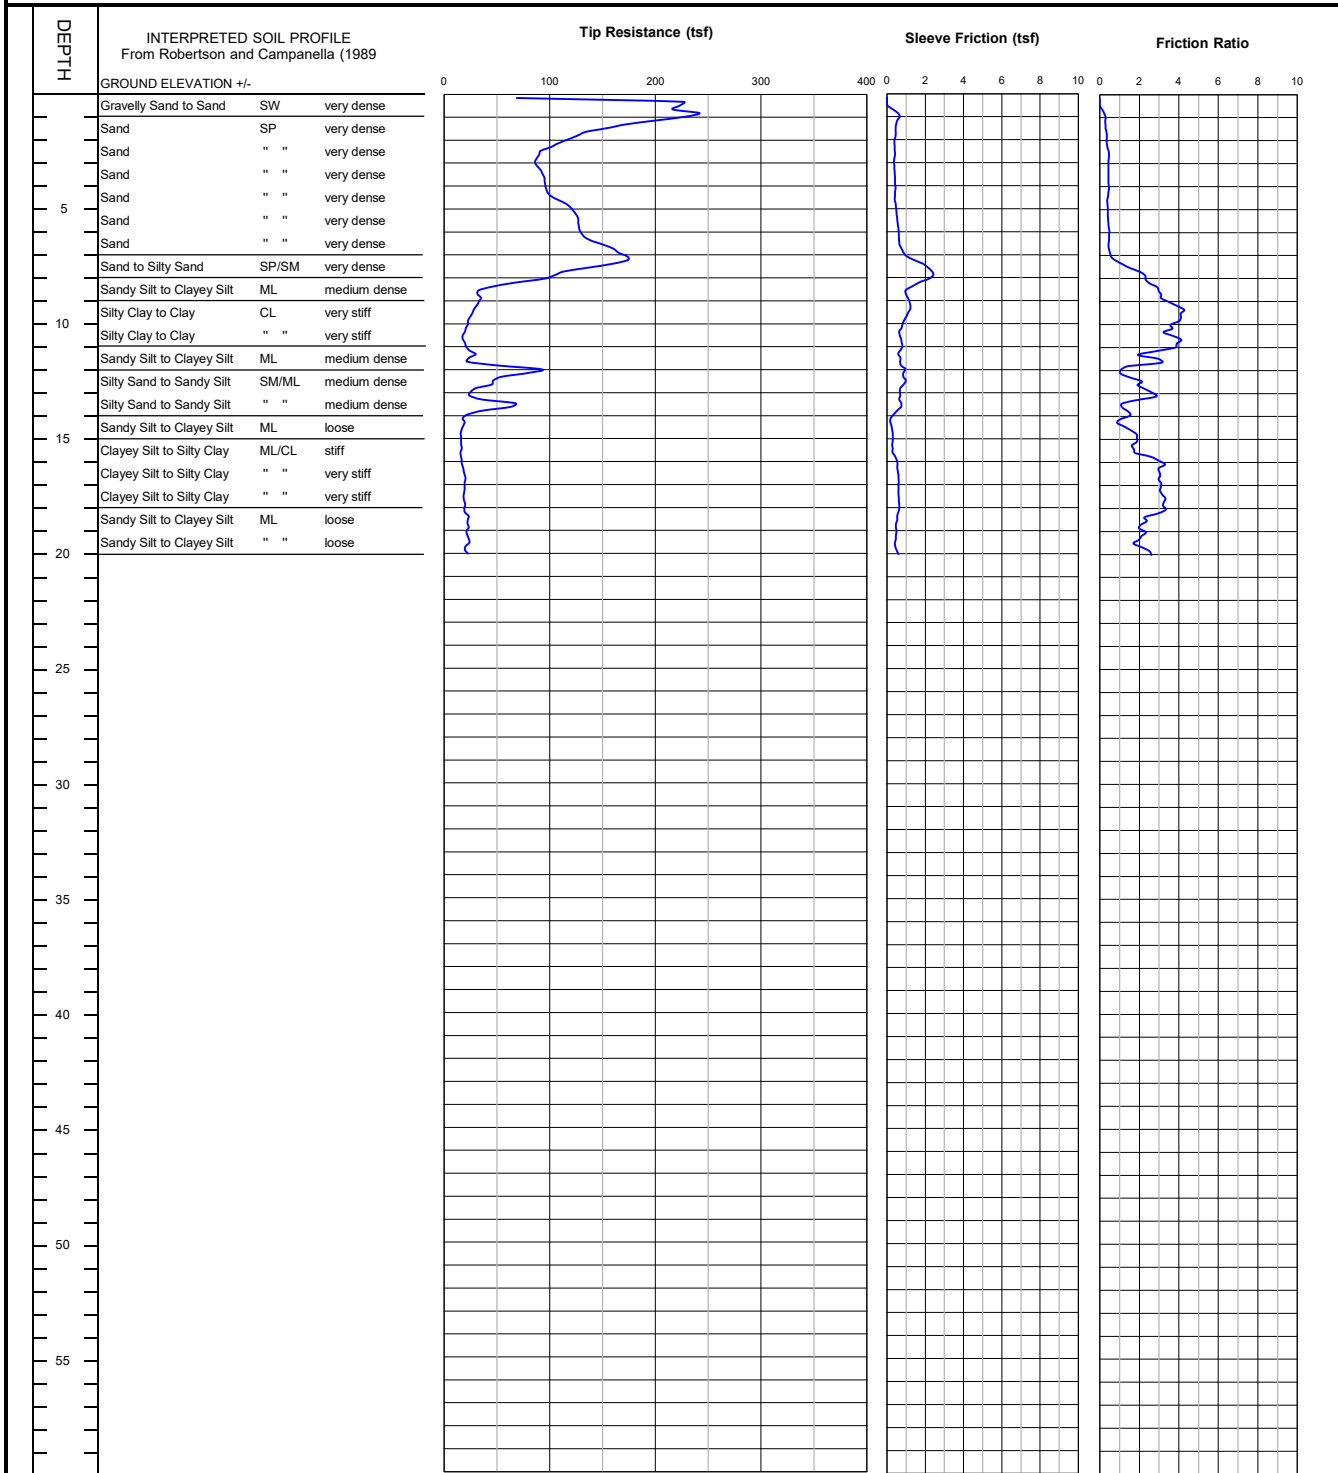 DEPTH
INTERPRETED SOIL PROFILE
From Robertson and Campanella (1989
GROUND ELEVATION +/-
Tip Resistance (tsf)
0 100 200 300 400
Sleeve Friction (tsf)
0 2 4 6 8 10
Friction Ratio
0 2 4 6 8 10
Gravelly Sand to Sand SW very dense
Sand SP very dense
Sand " " very dense
Sand " " very dense
Sand " " very dense
5
Sand " " very dense
Sand " " very dense
Sand to Silty Sand SP/SM very dense
Sandy Silt to Clayey Silt ML medium dense
Silty Clay to Clay CL very stiff
10
Silty Clay to Clay " " very stiff
Sandy Silt to Clayey Silt ML medium dense
Silty Sand to Sandy Silt SM/ML medium dense
Silty Sand to Sandy Silt " " medium dense
Sandy Silt to Clayey Silt ML loose
15
Clayey Silt to Silty Clay ML/CL stiff
Clayey Silt to Silty Clay " " very stiff
Clayey Silt to Silty Clay " " very stiff
Sandy Silt to Clayey Silt ML loose
Sandy Silt to Clayey Silt " " loose
20
25
30
35
40
45
50
55